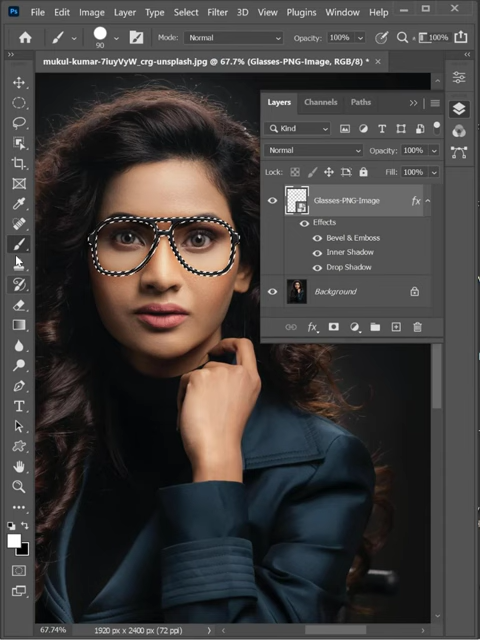 Ps File Edit Image Layer Type Select Filter 3D View Plugins Window Help
90 Mode: Normal Opacity: 100% 100%
mukul-kumar-7iuyVyW_crg-unsplash.jpg @ 67.7% (Glasses-PNG-Image, RGB/8) * ×
Layers Channels Paths
Kind
Normal Opacity: 100%
Lock: Fill: 100%
Glasses-PNG-Image fx
Effects
Bevel & Emboss
Inner Shadow
Drop Shadow
Background
fx
T
67.74% 1920 px x 2400 px (72 ppi)